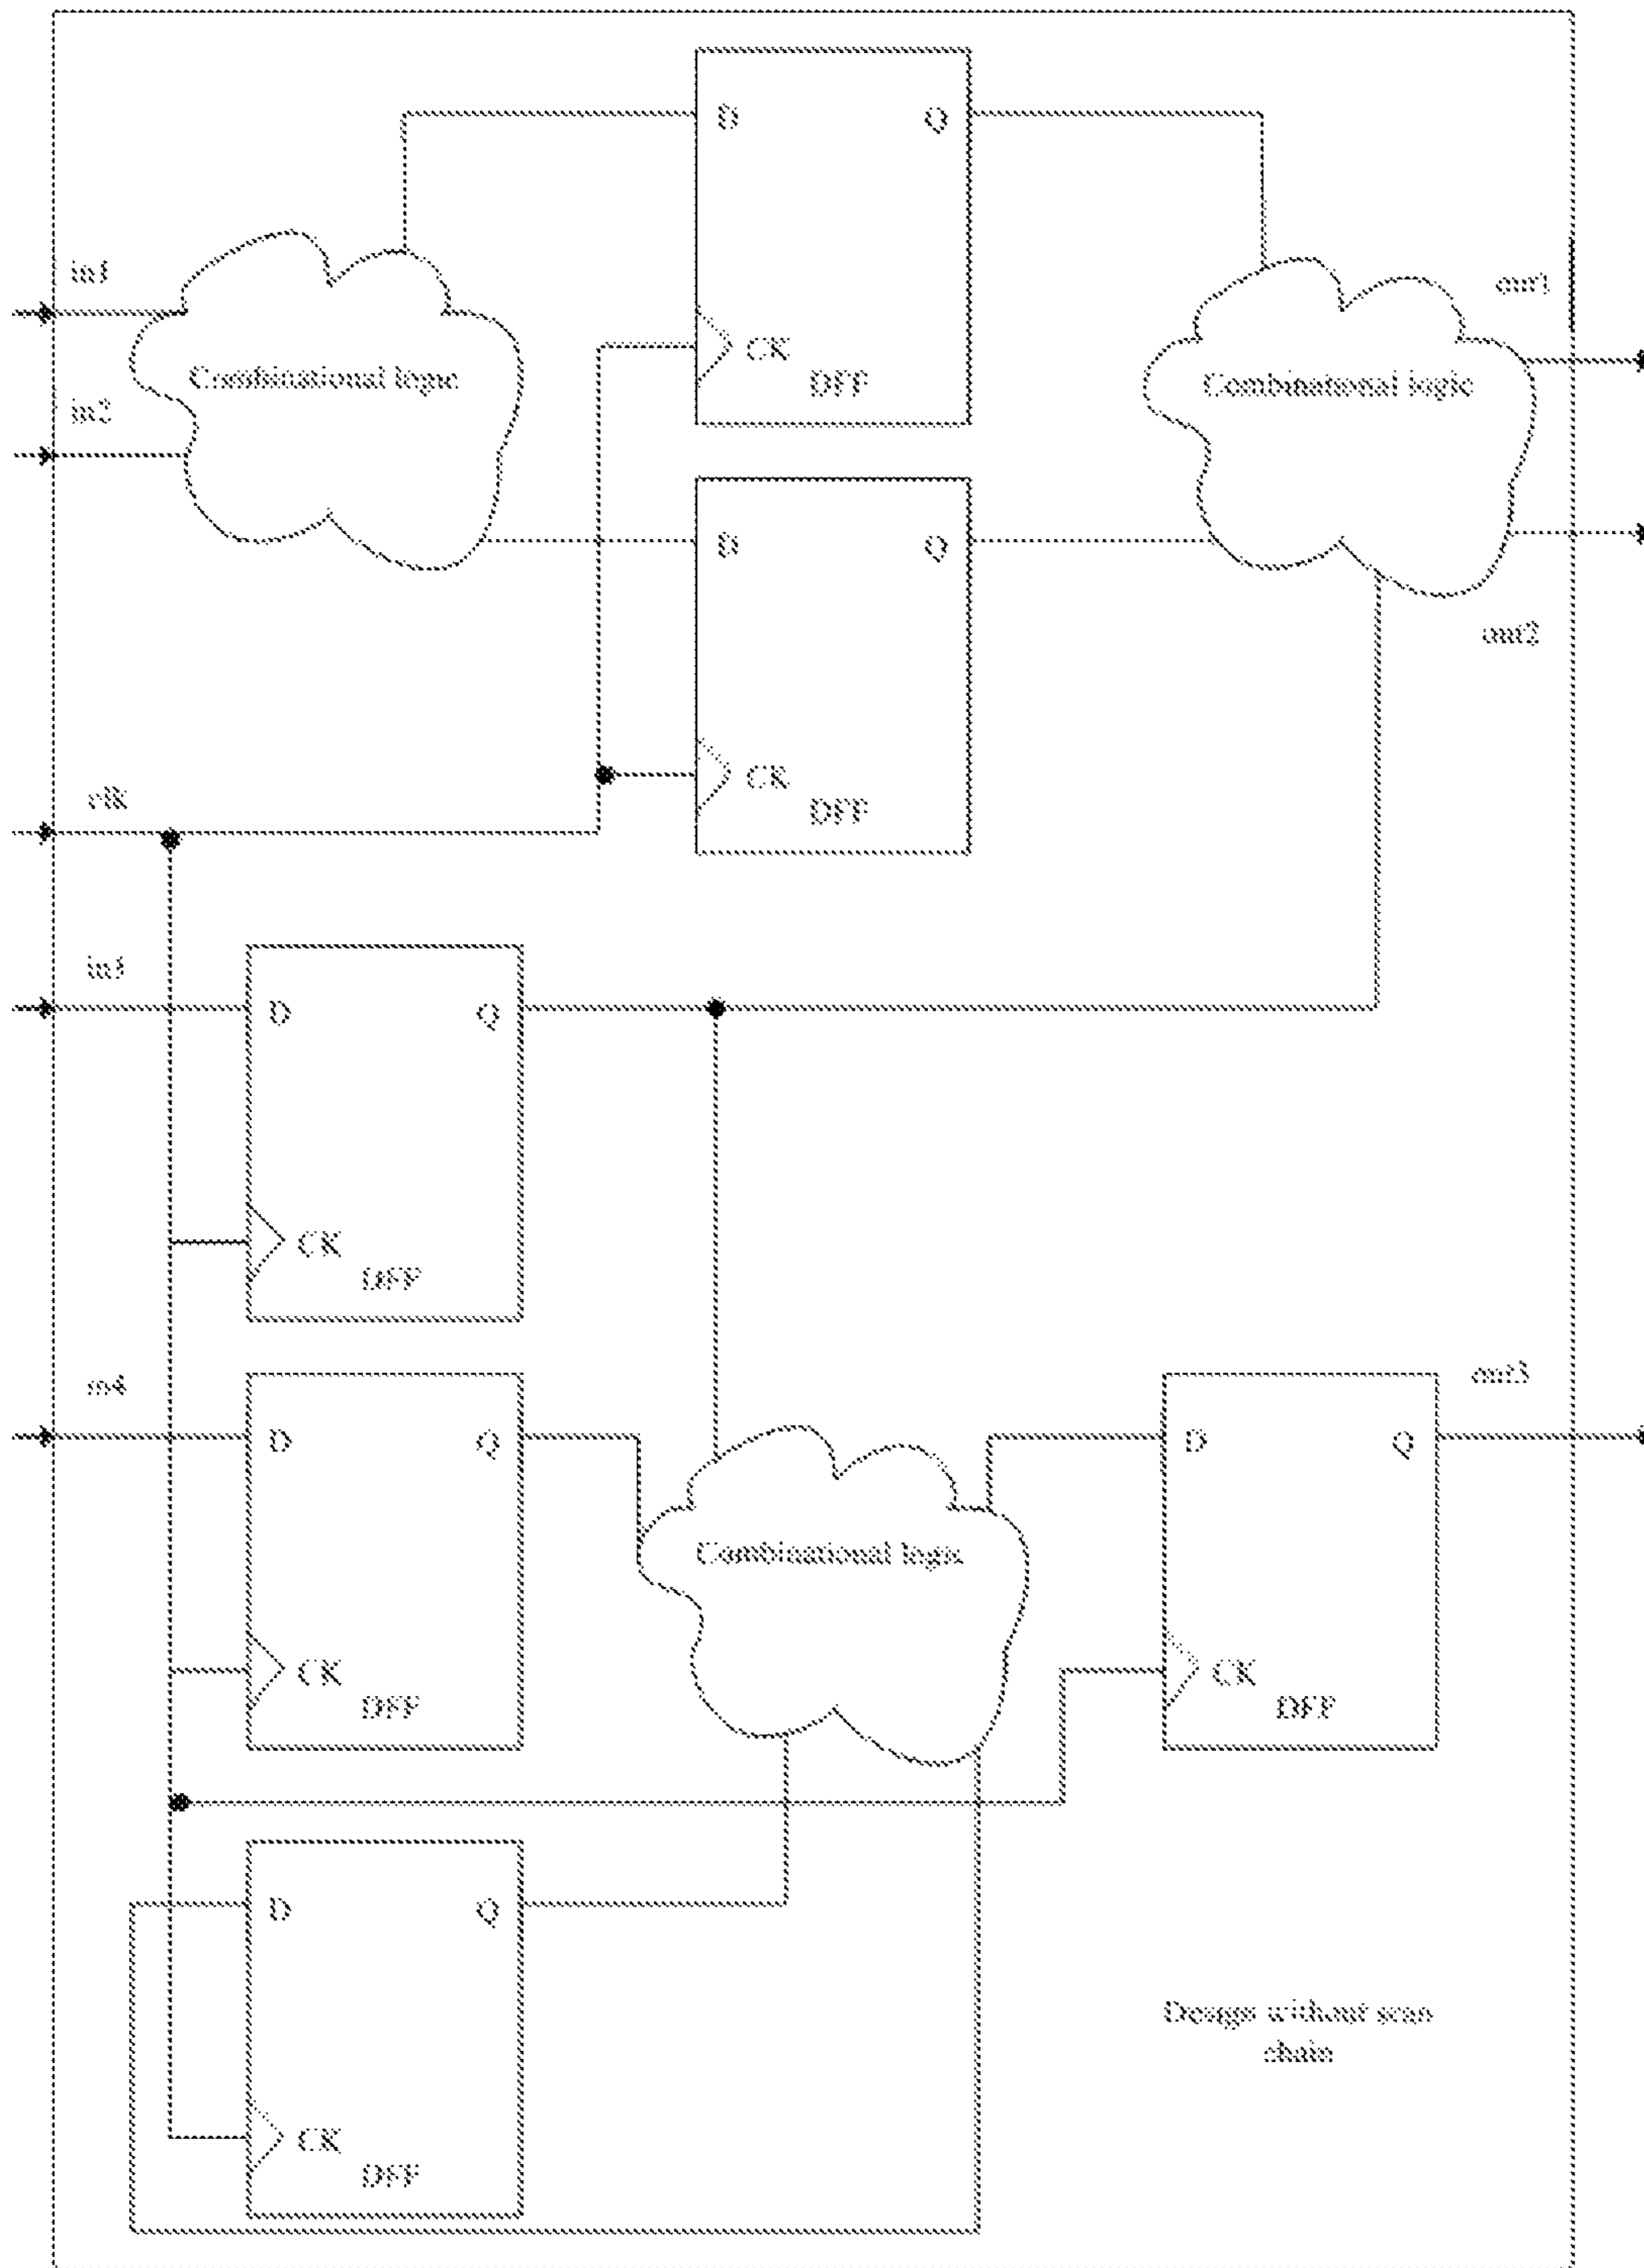 D Q
in1
out1
CK
Combinational logic
DFF
Combinational logic
in2
D Q
out2
CK
clk
DFF
in3
D Q
CK
DFF
in4
out3
D Q
D Q
Combinational logic
CK
DFF
CK
DFF
D Q
Design without scan
chain
CK
DFF